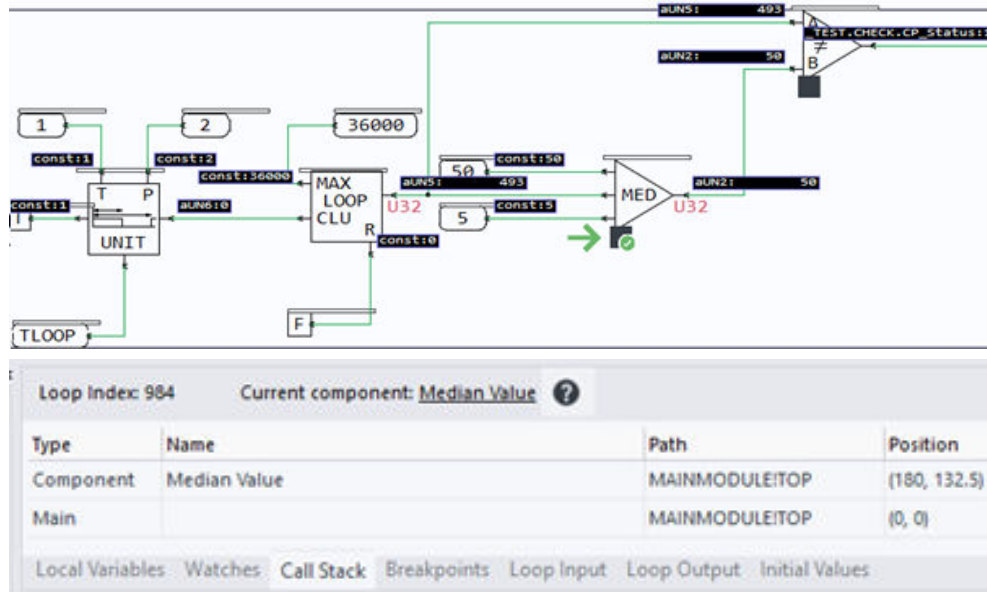 aUN5: 493
A
_TEST.CHECK.CP_Status:
≠
aUN2: 50
B
1
2
36000
const:1
const:2
const:36000
50
const:50
T P
MAX
LOOP
CLU
R
aUN5: 493
U32
MED
aUN2: 50
U32
const:1
aUN6:0
5
const:5
UNIT
const:0
F
TLOOP
Loop Index: 984 Current component: Median Value ?
Type Name Path Position
Component Median Value MAINMODULE!TOP (180, 132.5)
Main MAINMODULE!TOP (0, 0)
Local Variables Watches Call Stack Breakpoints Loop Input Loop Output Initial Values